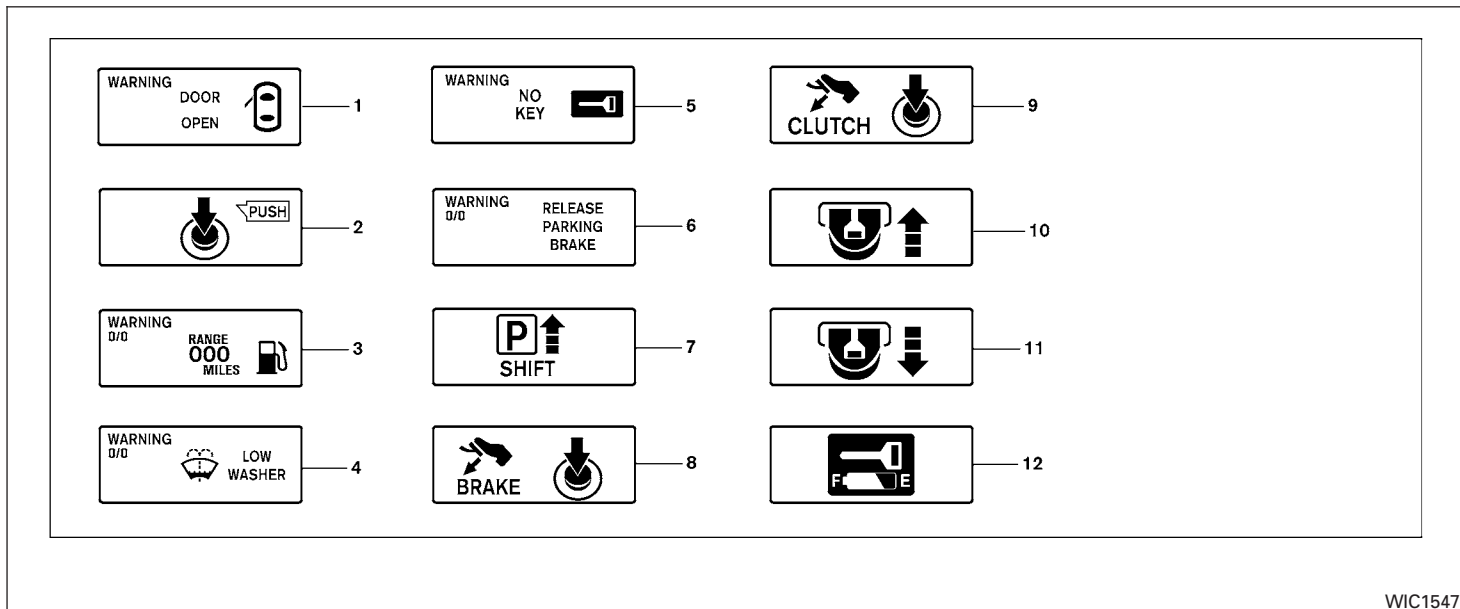 WARNING
DOOR
OPEN
1
PUSH
2
WARNING
0/0
RANGE
000
MILES
3
WARNING
0/0
LOW
WASHER
4
WARNING
NO
KEY
5
WARNING
0/0
RELEASE
PARKING
BRAKE
6
P
SHIFT
7
BRAKE
8
CLUTCH
9
10
11
F E
12
WIC1547